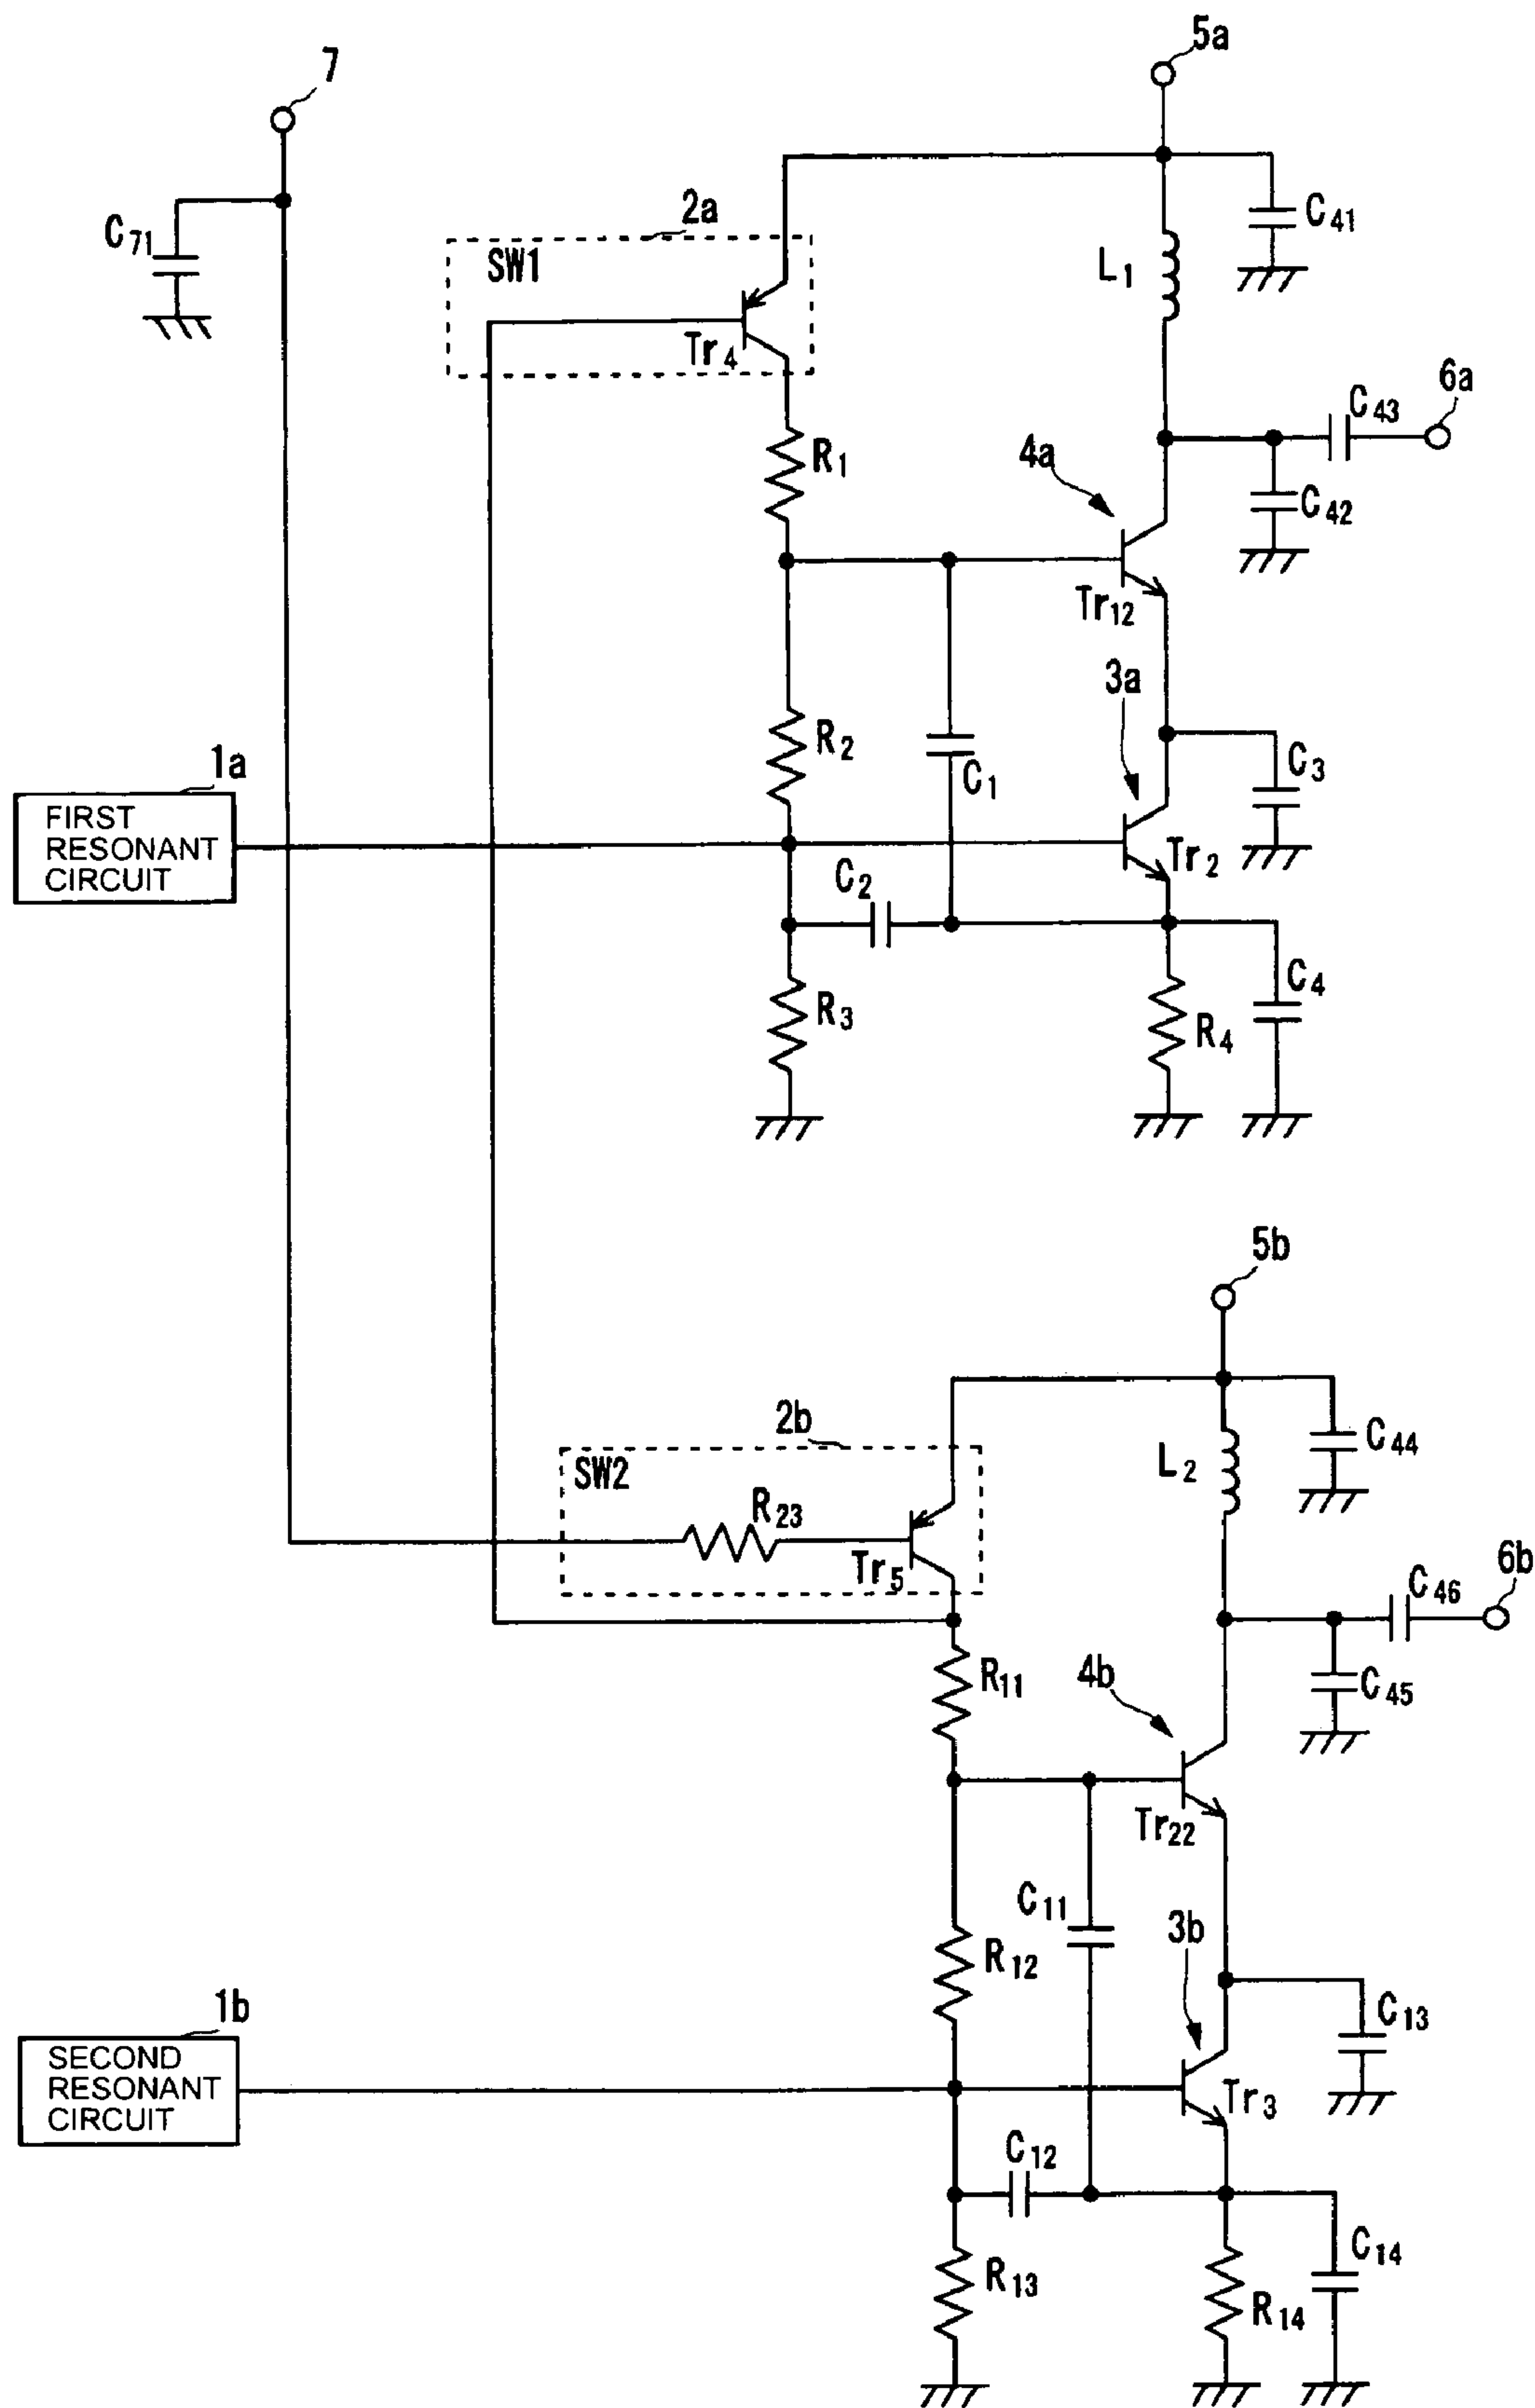 5a
7
2a
C71
C41
SW1
L1
Tr4
6a
C43
R1
4a
C42
Tr12
3a
R2
C3
1a
C1
FIRST
RESONANT
CIRCUIT
Tr2
C2
C4
R3
R4
5b
2b
C44
SW2
L2
R23
6b
Tr5
C46
R11
4b
C45
Tr22
C11
3b
R12
1b
C13
SECOND
RESONANT
CIRCUIT
Tr3
C12
C14
R13
R14